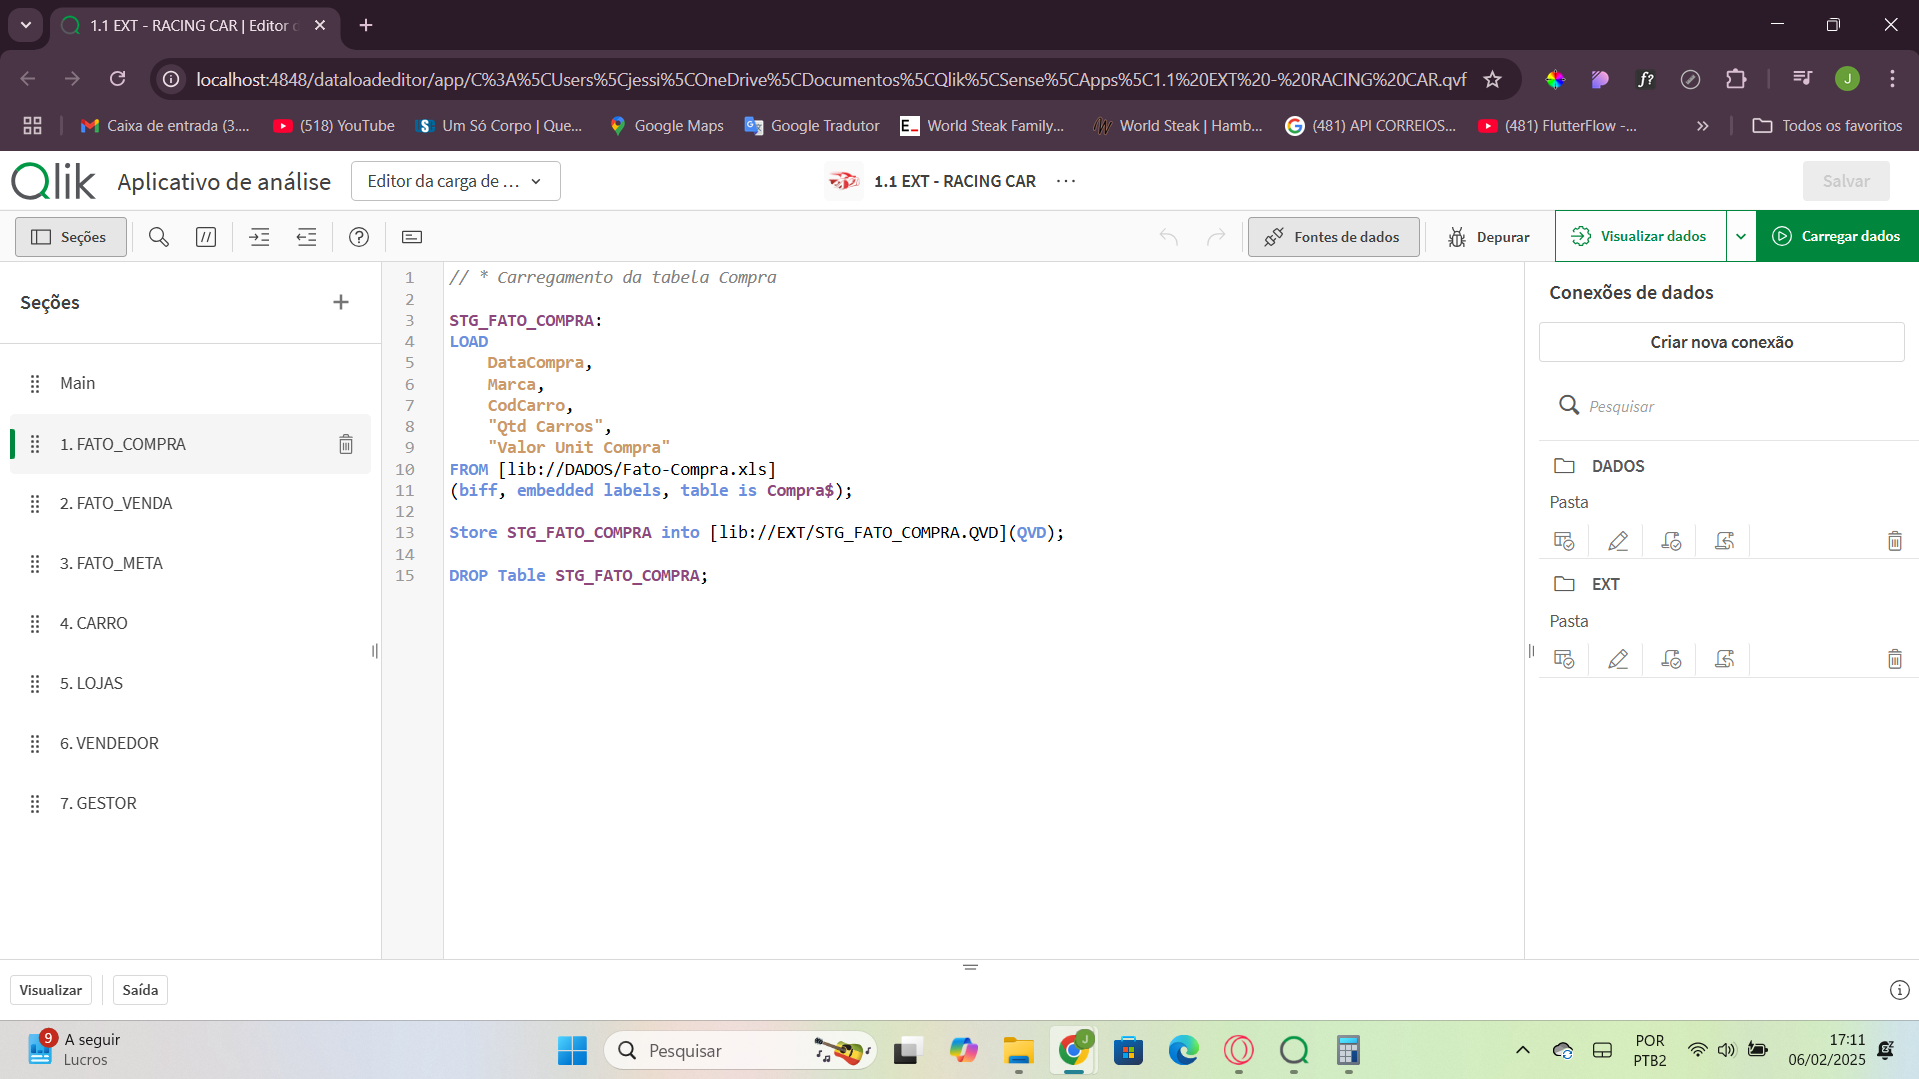 1.1 EXT - RACING CAR | Editor d
localhost:4848/dataloadeditor/app/C%3A%5CUsers%5Cjessi%5COneDrive%5CDocumentos%5CQlik%5CSense%5CApps%5C1.1%20EXT%20-%20RACING%20CAR.qvf
f?
J
Caixa de entrada (3....
(518) YouTube
S
Um Só Corpo | Que...
Google Maps
Google Tradutor
E_
World Steak Family...
World Steak | Hamb...
(481) API CORREIOS...
(481) FlutterFlow -...
Todos os favoritos
Qlik
Aplicativo de análise
Editor da carga de ...
1.1 EXT - RACING CAR
Salvar
Seções
Fontes de dados
Depurar
Visualizar dados
Carregar dados
Seções
Main
1. FATO_COMPRA
2. FATO_VENDA
3. FATO_META
4. CARRO
5. LOJAS
6. VENDEDOR
7. GESTOR
1 // * Carregamento da tabela Compra
2
3 STG_FATO_COMPRA:
4 LOAD
5 DataCompra,
6 Marca,
7 CodCarro,
8 "Qtd Carros",
9 "Valor Unit Compra"
10 FROM [lib://DADOS/Fato-Compra.xls]
11 (biff, embedded labels, table is Compra$);
12
13 Store STG_FATO_COMPRA into [lib://EXT/STG_FATO_COMPRA.QVD](QVD);
14
15 DROP Table STG_FATO_COMPRA;
Conexões de dados
Criar nova conexão
Pesquisar
DADOS
Pasta
EXT
Pasta
Visualizar
Saída
9
A seguir
Lucros
Pesquisar
J
POR
PTB2
17:11
06/02/2025